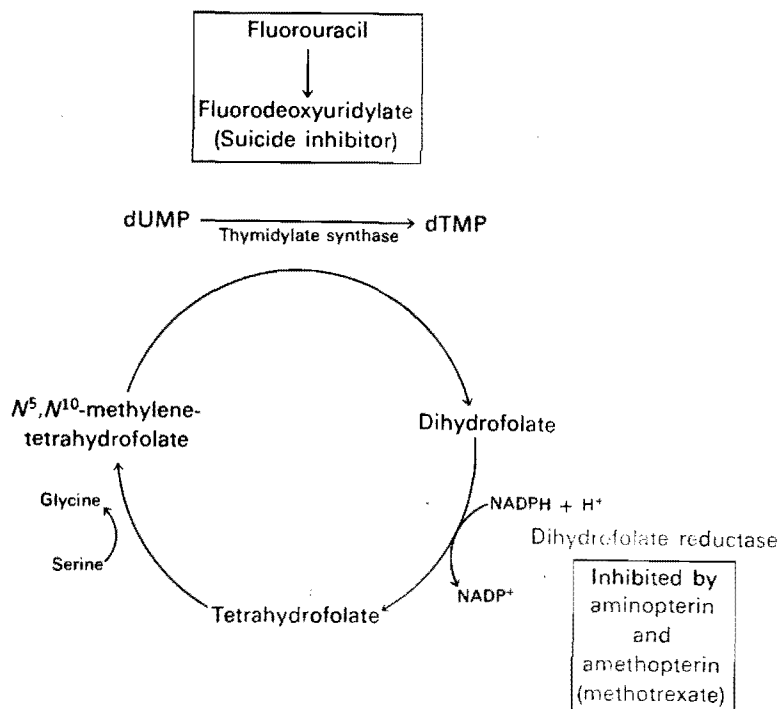 Fluorouracil
Fluorodeoxyuridylate
(Suicide inhibitor)
dUMP
dTMP
Thymidylate synthase
N⁵,N¹⁰-methylene-
tetrahydrofolate
Dihydrofolate
Glycine
Serine
NADPH + H⁺
Dihydrofolate reductase
NADP⁺
Tetrahydrofolate
Inhibited by
aminopterin
and
amethopterin
(methotrexate)